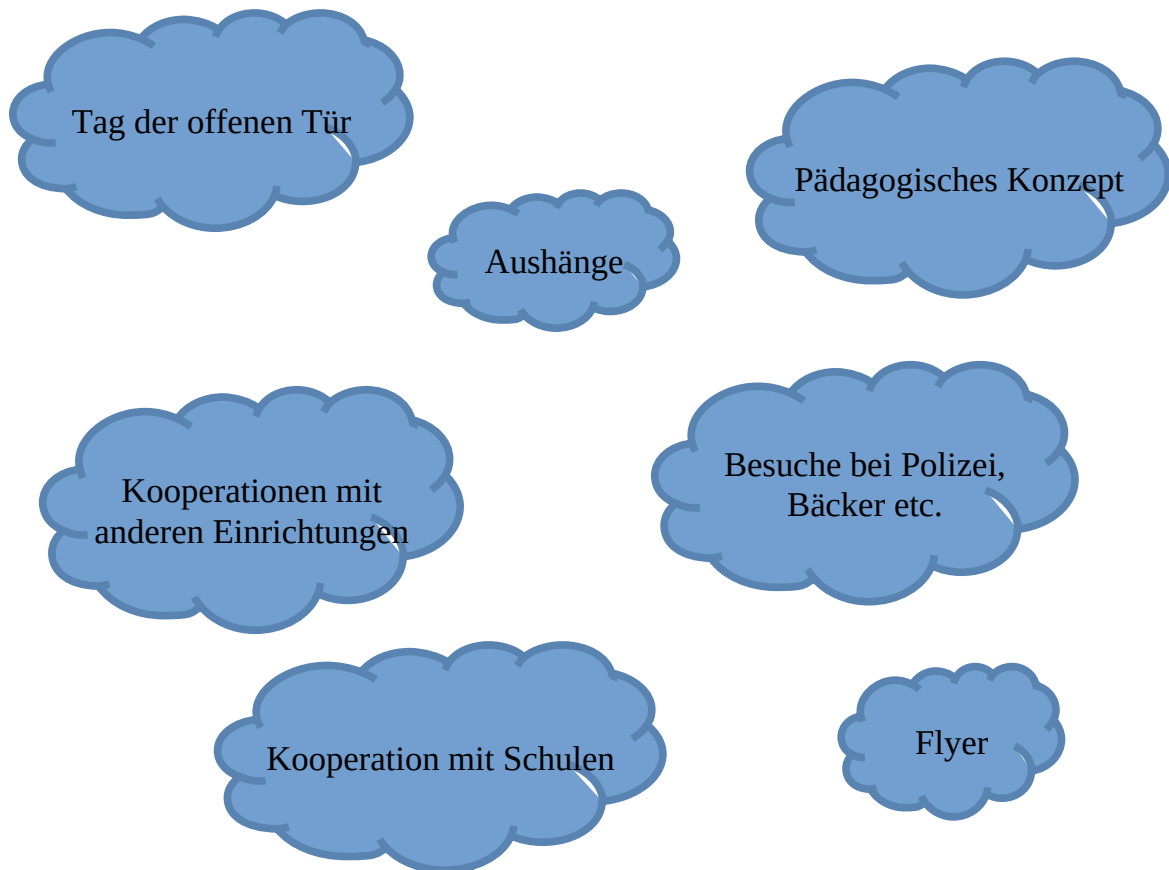 Tag der offenen Tür
Pädagogisches Konzept
Aushänge
Kooperationen mit
anderen Einrichtungen
Besuche bei Polizei,
Bäcker etc.
Kooperation mit Schulen
Flyer